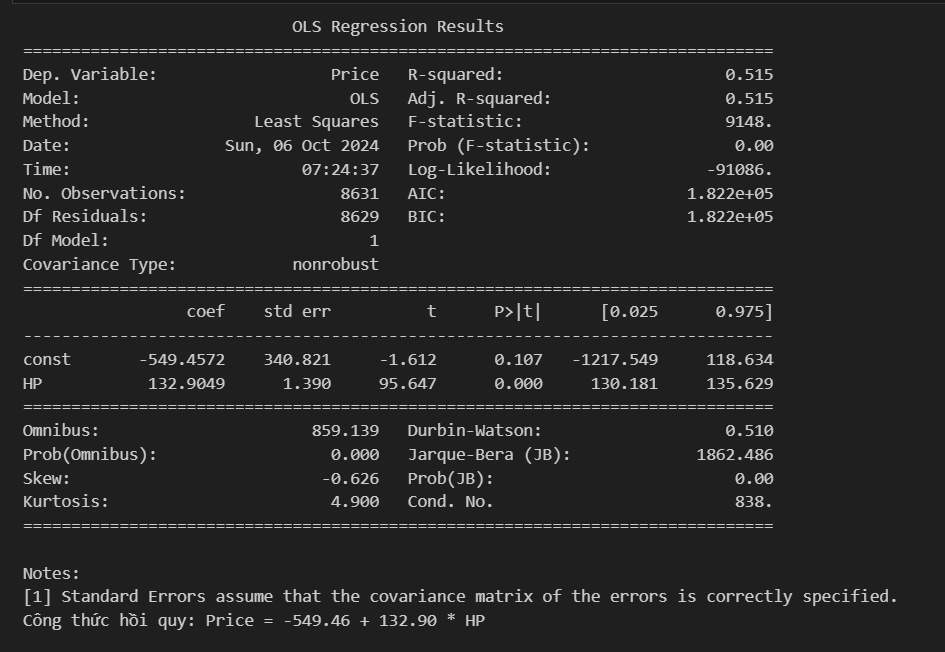 OLS Regression Results
==============================================================================
Dep. Variable:                  Price   R-squared:                       0.515
Model:                            OLS   Adj. R-squared:                  0.515
Method:                 Least Squares   F-statistic:                     9148.
Date:                Sun, 06 Oct 2024   Prob (F-statistic):               0.00
Time:                        07:24:37   Log-Likelihood:                -91086.
No. Observations:                8631   AIC:                         1.822e+05
Df Residuals:                    8629   BIC:                         1.822e+05
Df Model:                           1
Covariance Type:            nonrobust
==============================================================================
                 coef    std err          t      P>|t|      [0.025      0.975]
------------------------------------------------------------------------------
const       -549.4572    340.821     -1.612      0.107   -1217.549     118.634
HP           132.9049      1.390     95.647      0.000     130.181     135.629
==============================================================================
Omnibus:                      859.139   Durbin-Watson:                   0.510
Prob(Omnibus):                  0.000   Jarque-Bera (JB):             1862.486
Skew:                          -0.626   Prob(JB):                         0.00
Kurtosis:                       4.900   Cond. No.                         838.
==============================================================================
Notes:
[1] Standard Errors assume that the covariance matrix of the errors is correctly specified.
Công thức hồi quy: Price = -549.46 + 132.90 * HP